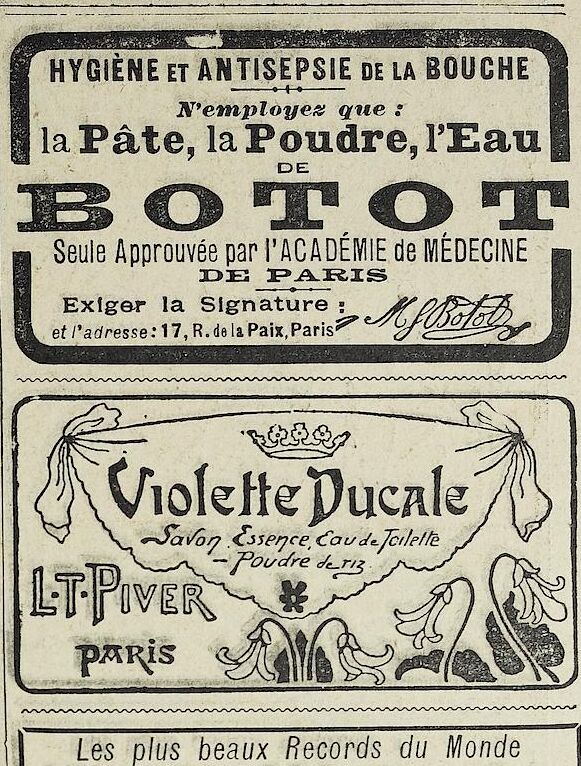 HYGIÈNE ET ANTISEPSIE DE LA BOUCHE
N'employez que :
la Pâte, la Poudre, l'Eau
DE
BOTOT
Seule Approuvée par l'ACADÉMIE de MÉDECINE
DE PARIS
Exiger la Signature :
M S Botot
et l'adresse : 17, R. de la Paix, Paris
Violette Ducale
Savon, Essence, Eau de Toilette
Poudre de riz
L.T. PIVER
PARIS
Les plus beaux Records du Monde